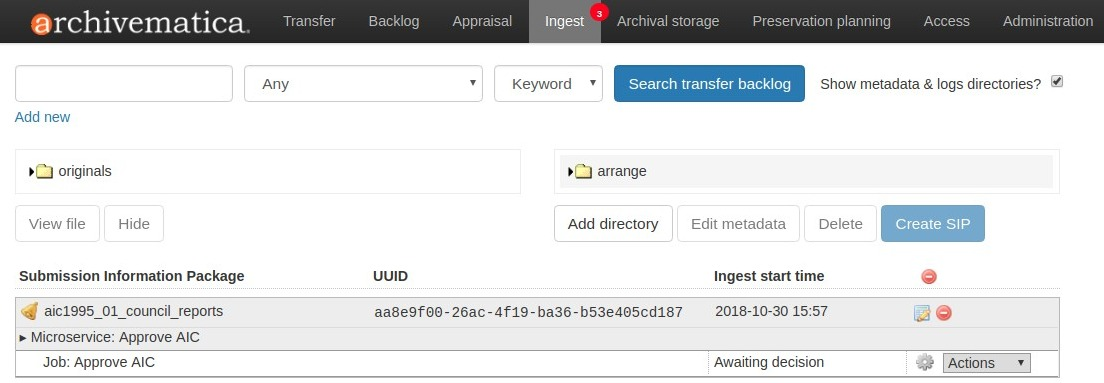 archivematica.
Transfer Backlog Appraisal Ingest 3 Archival storage Preservation planning Access Administration
Any Keyword Search transfer backlog Show metadata & logs directories?
Add new
originals arrange
View file Hide Add directory Edit metadata Delete Create SIP
Submission Information Package UUID Ingest start time
aic1995_01_council_reports aa8e9f00-26ac-4f19-ba36-b53e405cd187 2018-10-30 15:57
Microservice: Approve AIC
Job: Approve AIC Awaiting decision Actions